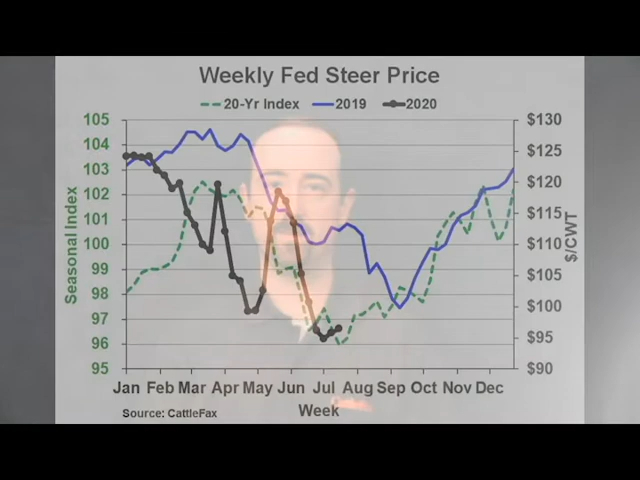 Weekly Fed Steer Price
20-Yr Index 2019 2020
105
104
103
102
101
100
99
98
97
96
95
Seasonal Index
$130
$125
$120
$115
$110
$105
$100
$95
$90
$/CWT
Jan Feb Mar Apr May Jun Jul Aug Sep Oct Nov Dec
Week
Source: CattleFax